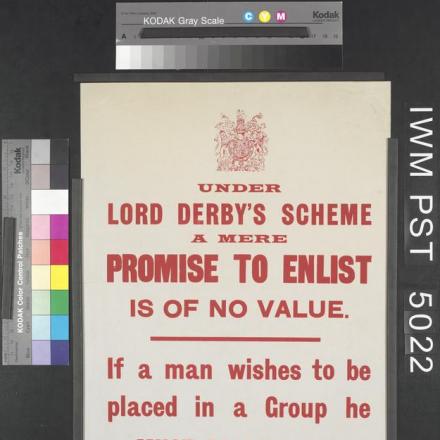 KODAK Gray Scale
C Y M
Kodak
KODAK Color Control Patches
Kodak
IWM PST 5022
UNDER
LORD DERBY'S SCHEME
A MERE
PROMISE TO ENLIST
IS OF NO VALUE.
If a man wishes to be
placed in a Group he